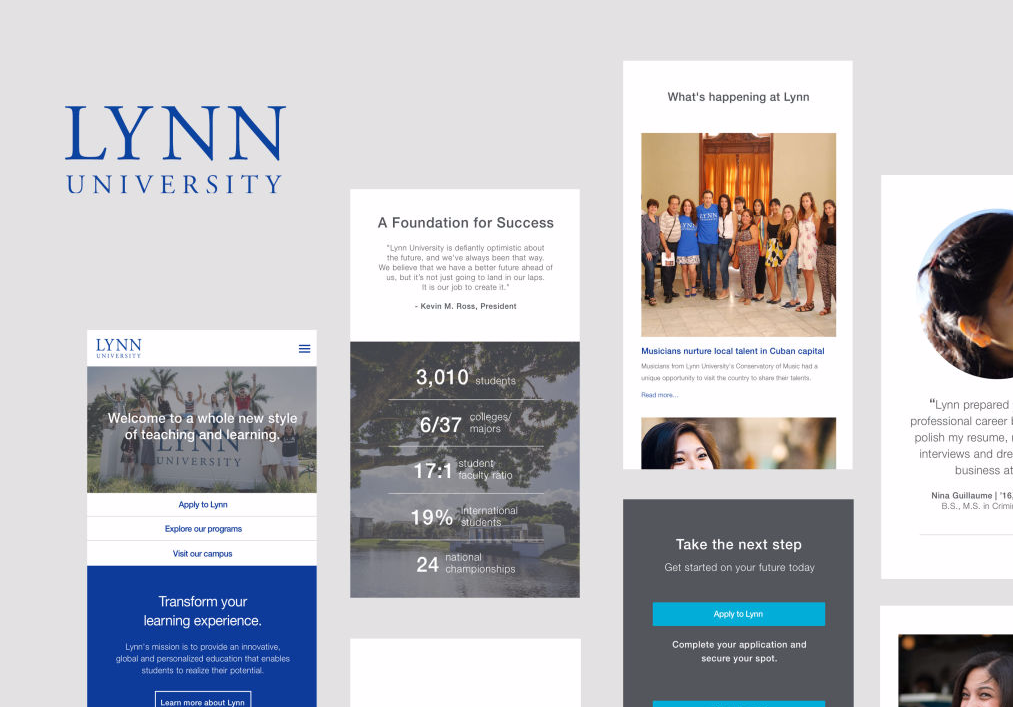 LYNN
UNIVERSITY
LYNN
UNIVERSITY
Welcome to a whole new style
of teaching and learning.
LYNN
UNIVERSITY
Apply to Lynn
Explore our programs
Visit our campus
Transform your
learning experience.
Lynn's mission is to provide an innovative,
global and personalized education that enables
students to realize their potential.
Learn more about Lynn
A Foundation for Success
"Lynn University is defiantly optimistic about
the future, and we've always been that way.
We believe that we have a better future ahead of
us, but it's not just going to land in our laps.
It is our job to create it."
- Kevin M. Ross, President
3,010 students
6/37 colleges/
majors
17:1 student
faculty ratio
19% international
students
24 national
championships
What's happening at Lynn
LYNN
LYNN
Musicians nurture local talent in Cuban capital
Musicians from Lynn University's Conservatory of Music had a
unique opportunity to visit the country to share their talents.
Read more...
Take the next step
Get started on your future today
Apply to Lynn
Complete your application and
secure your spot.
"Lynn prepared
professional career
polish my resume,
interviews and
business at
Nina Guillaume | '16,
B.S., M.S. in